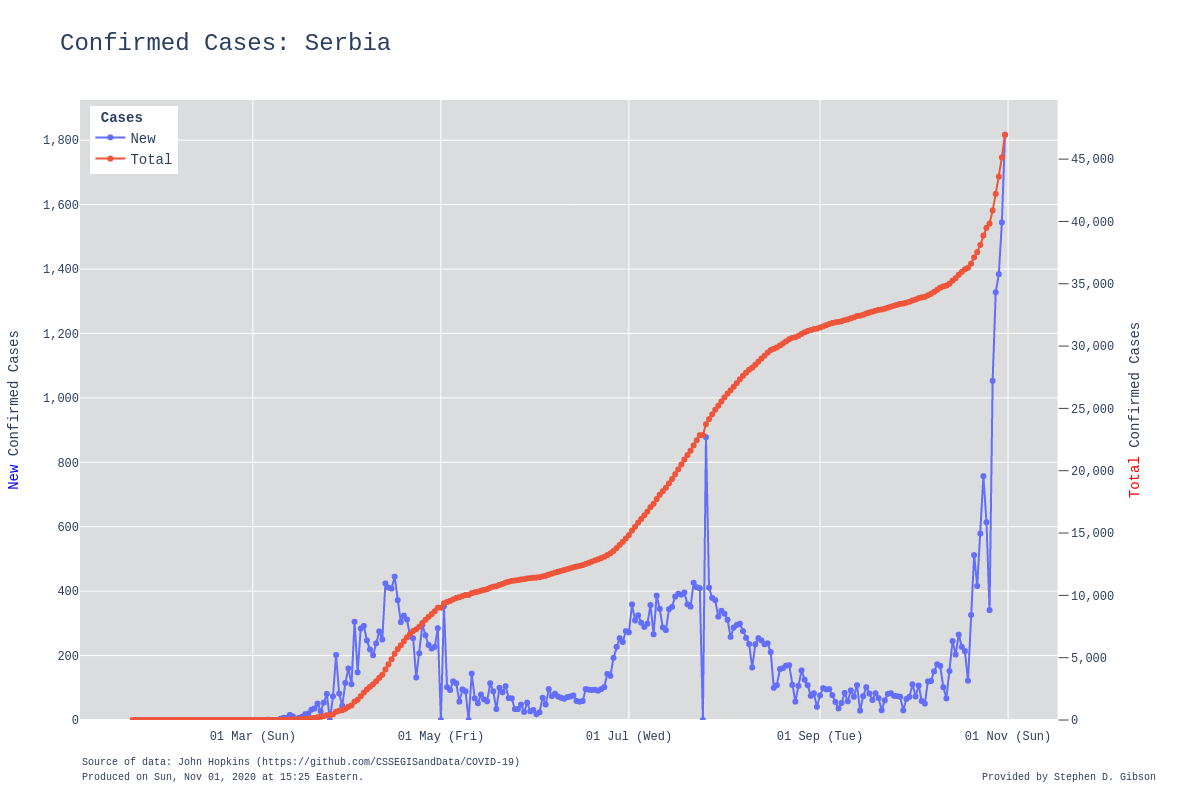 Confirmed Cases: Serbia
Cases
New
Total
1,800
1,600
1,400
1,200
1,000
800
600
400
200
0
New Confirmed Cases
45,000
40,000
35,000
30,000
25,000
20,000
15,000
10,000
5,000
0
Total Confirmed Cases
01 Mar (Sun)
01 May (Fri)
01 Jul (Wed)
01 Sep (Tue)
01 Nov (Sun)
Source of data: John Hopkins (https://github.com/CSSEGISandData/COVID-19)
Produced on Sun, Nov 01, 2020 at 15:25 Eastern.
Provided by Stephen D. Gibson